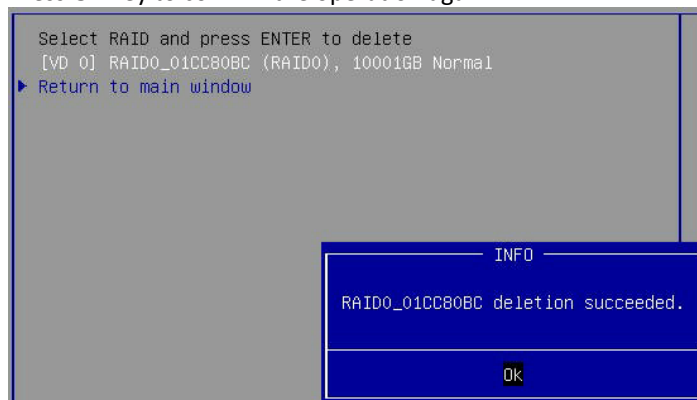 Select RAID and press ENTER to delete
[VD 0] RAID0_01CC80BC (RAID0), 10001GB Normal
Return to main window
INFO
RAID0_01CC80BC deletion succeeded.
Ok